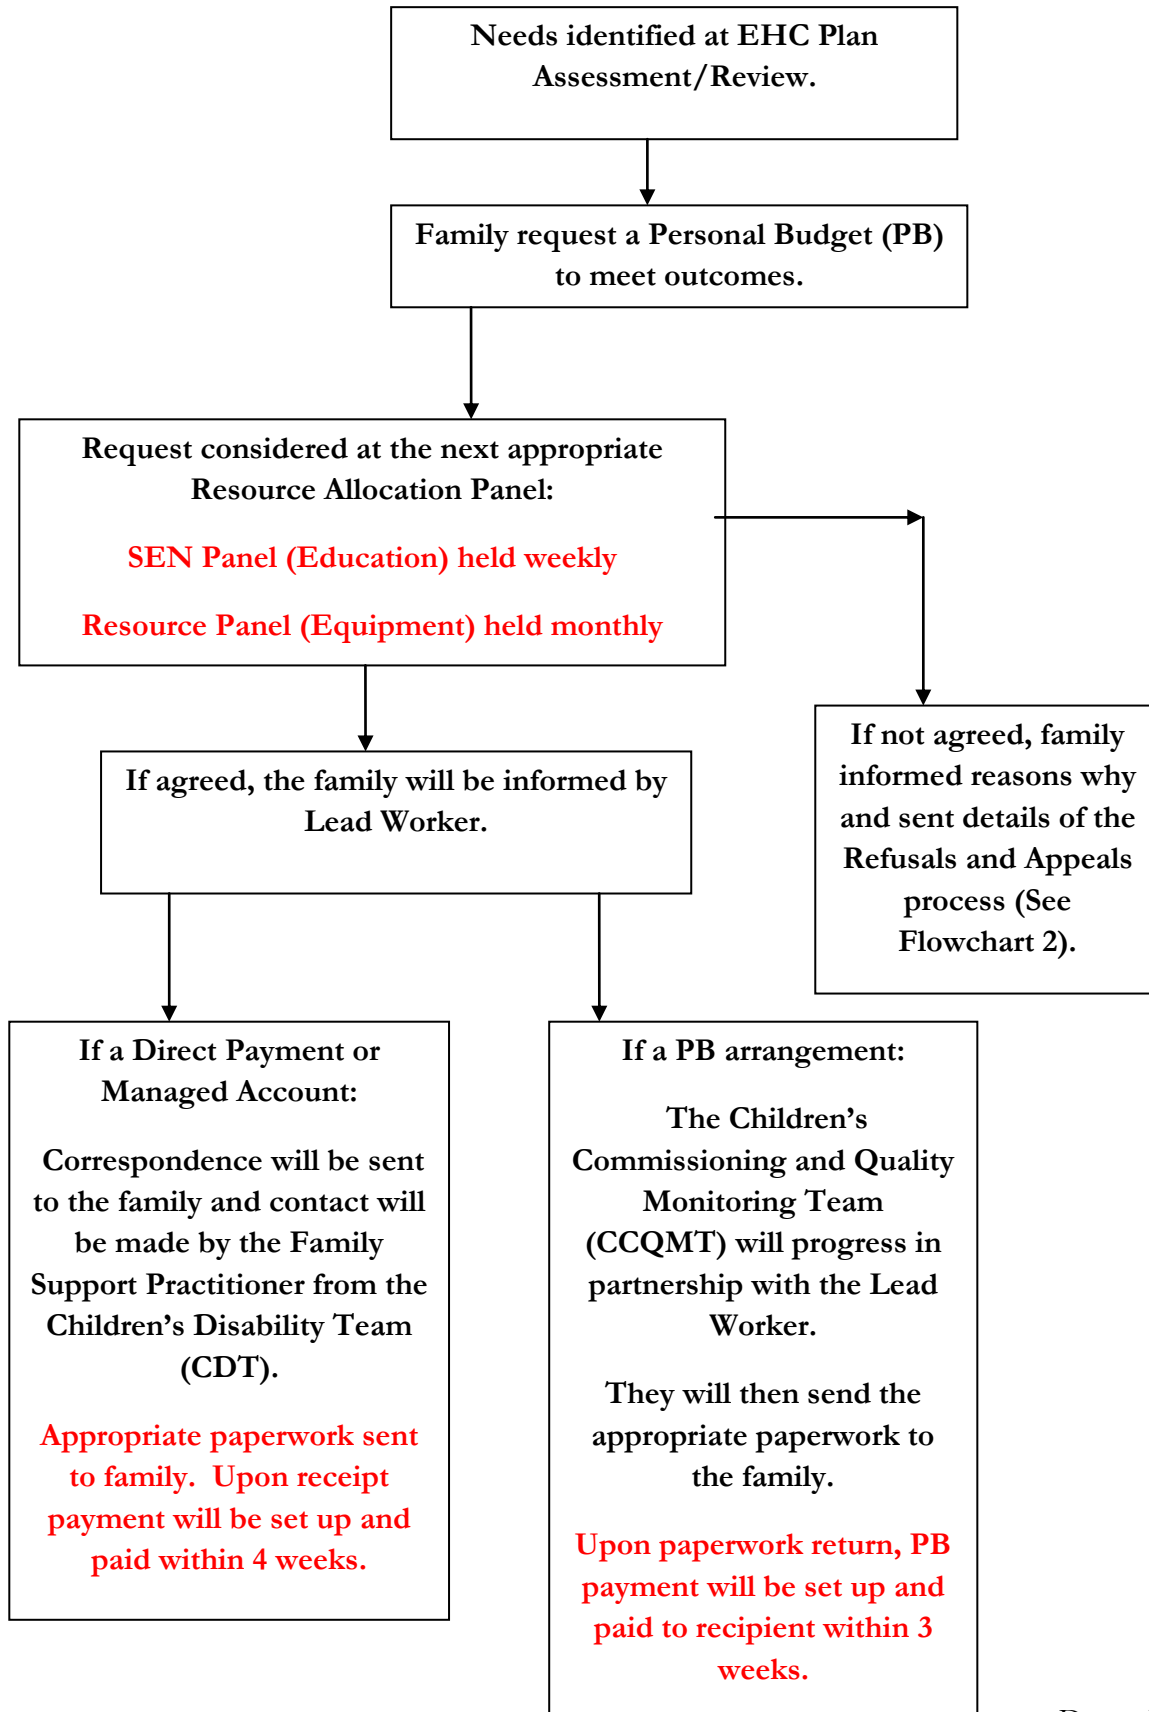 Needs identified at EHC Plan
Assessment/Review.
Family request a Personal Budget (PB)
to meet outcomes.
Request considered at the next appropriate
Resource Allocation Panel:
SEN Panel (Education) held weekly
Resource Panel (Equipment) held monthly
If agreed, the family will be informed by
Lead Worker.
If not agreed, family
informed reasons why
and sent details of the
Refusals and Appeals
process (See
Flowchart 2).
If a Direct Payment or
Managed Account:
Correspondence will be sent
to the family and contact will
be made by the Family
Support Practitioner from the
Children’s Disability Team
(CDT).
Appropriate paperwork sent
to family.  Upon receipt
payment will be set up and
paid within 4 weeks.
If a PB arrangement:
The Children’s
Commissioning and Quality
Monitoring Team
(CCQMT) will progress in
partnership with the Lead
Worker.
They will then send the
appropriate paperwork to
the family.
Upon paperwork return, PB
payment will be set up and
paid to recipient within 3
weeks.